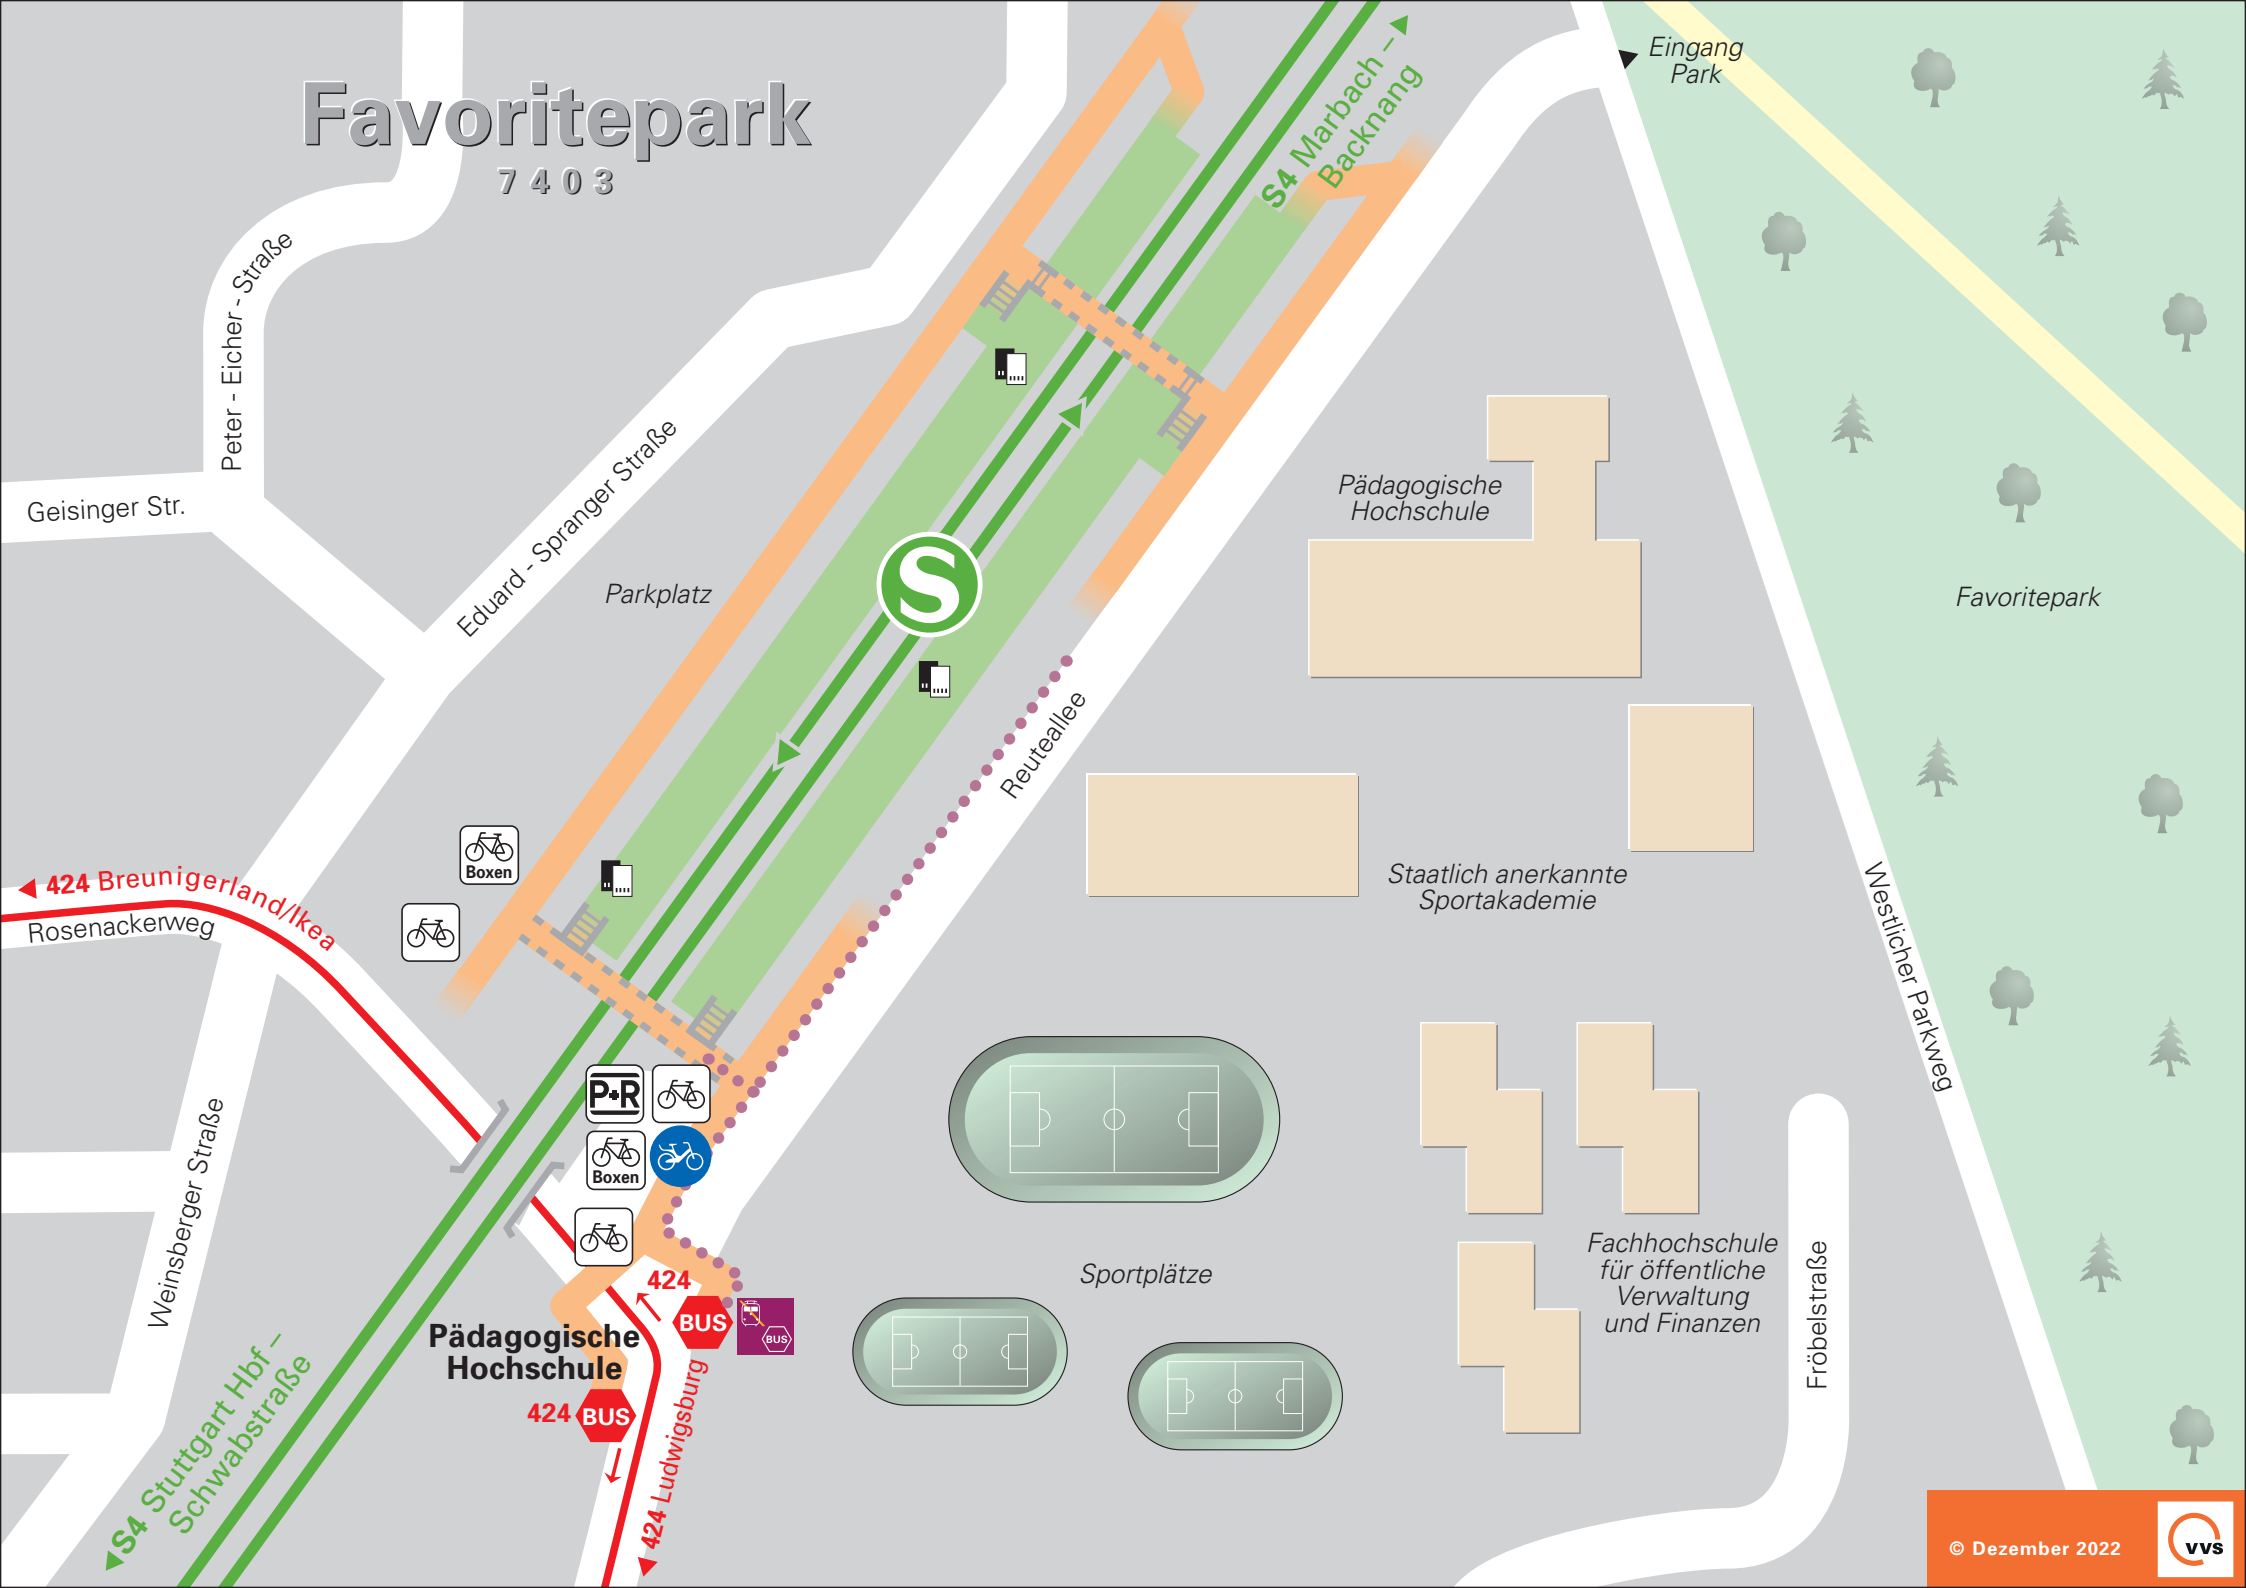 Favoritepark
7403
Eingang
Park
S4 Marbach –
Backnang
Peter - Eicher - Straße
Geisinger Str.
Eduard - Spranger Straße
Parkplatz
S
Pädagogische
Hochschule
Favoritepark
Reuteallee
Boxen
424 Breunigerland/Ikea
Rosenackerweg
Staatlich anerkannte
Sportakademie
Westlicher Parkweg
P+R
Boxen
Weinsberger Straße
Sportplätze
Fachhochschule
für öffentliche
Verwaltung
und Finanzen
Fröbelstraße
424
BUS
BUS
Pädagogische
Hochschule
424 BUS
424 Ludwigsburg
S4 Stuttgart Hbf –
Schwabstraße
© Dezember 2022
vvs